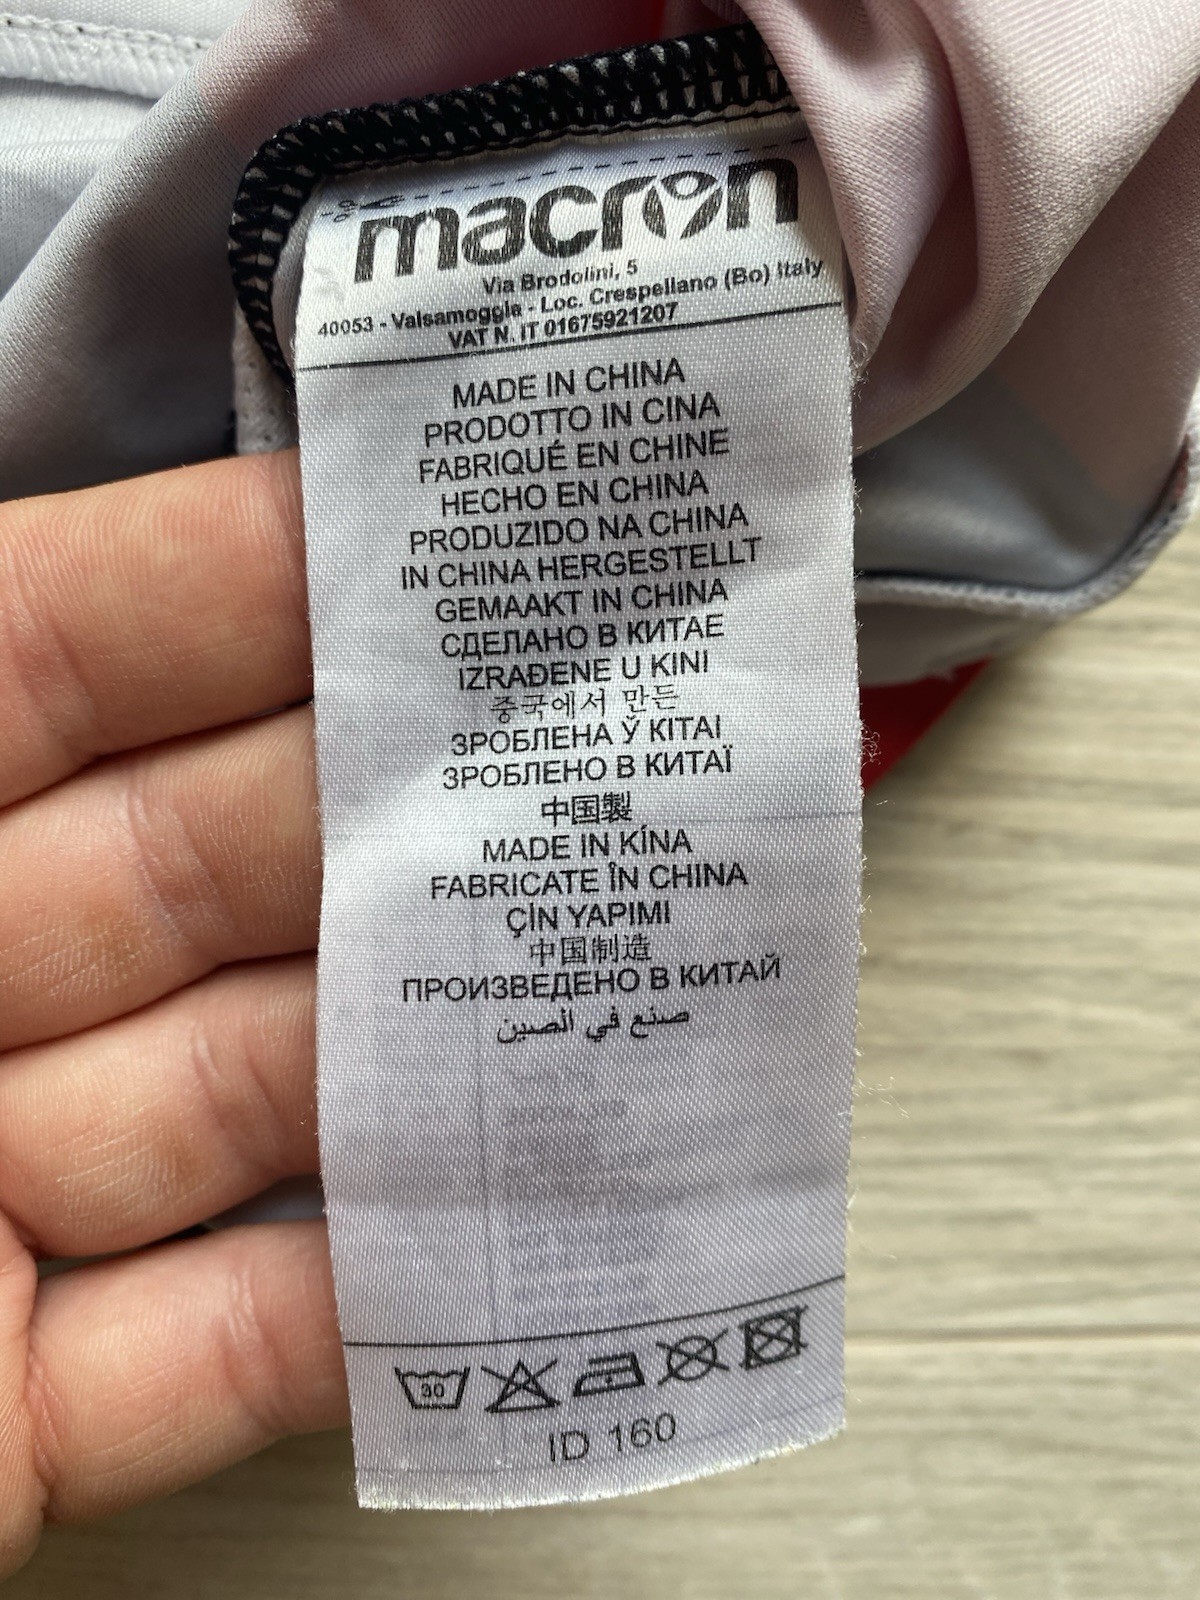 macron
Via Brodolini, 5
40053 - Valsamoggia - Loc. Crespellano (Bo) Italy
VAT N. IT 01675921207
MADE IN CHINA
PRODOTTO IN CINA
FABRIQUÉ EN CHINE
HECHO EN CHINA
PRODUZIDO NA CHINA
IN CHINA HERGESTELLT
GEMAAKT IN CHINA
СДЕЛАНО В КИТАЕ
IZRAĐENE U KINI
중국에서 만든
ЗРОБЛЕНА Ў КІТАІ
ЗРОБЛЕНО В КИТАЇ
中国製
MADE IN KÍNA
FABRICATE ÎN CHINA
ÇİN YAPIMI
中国制造
ПРОИЗВЕДЕНО В КИТАЙ
صنع في الصين
30
ID 160